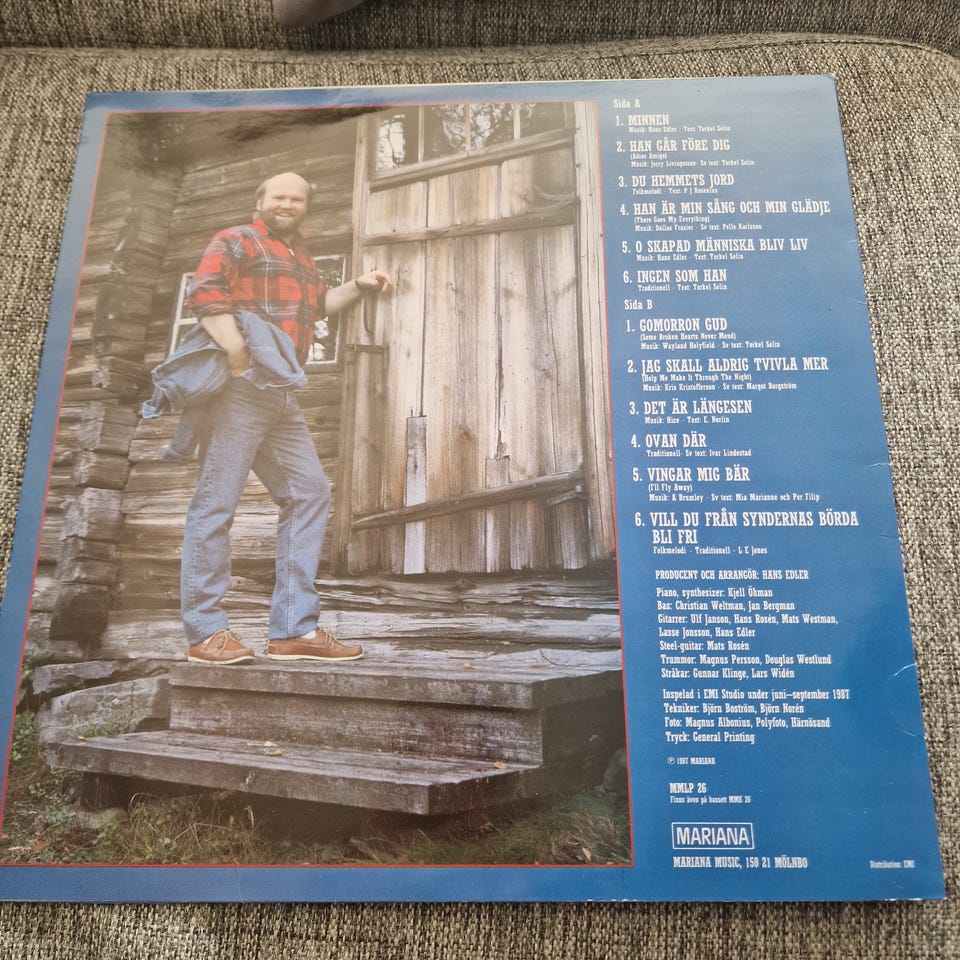 Sida A
1. MINNEN
Musik: Hans Edler · Text: Torkel Selin
2. HAN GÅR FÖRE DIG
(Adios Amigo)
Musik: Jerry Livingstone· Sv text: Torkel Selin
3. DU HEMMETS JORD
Folkmelodi · Text: P J Rosenius
4. HAN ÄR MIN SÅNG OCH MIN GLÄDJE
(There Goes My Everything)
Musik: Dallas Frazier · Sv text: Pelle Karlsson
5. O SKAPAD MÄNNISKA BLIV LIV
Musik: Hans Edler · Text: Torkel Selin
6. INGEN SOM HAN
Traditionell · Text: Torkel Selin
Sida B
1. GOMORRON GUD
(Some Broken Hearts Never Mend)
Musik: Wayland Holyfield · Sv text: Torkel Selin
2. JAG SKALL ALDRIG TVIVLA MER
(Help Me Make It Through The Night)
Musik: Kris Kristofferson · Sv text: Margot Borgström
3. DET ÄR LÄNGESEN
Musik: Rice · Text: E. Norlin
4. OVAN DÄR
Traditionell· Sv text: Ivar Lindestad
5. VINGAR MIG BÄR
(I'll Fly Away)
Musik: A Brumley · Sv text: Mia Marianne och Per Filip
6. VILL DU FRÅN SYNDERNAS BÖRDA
BLI FRI
Folkmelodi · Traditionell · L E Jones
PRODUCENT OCH ARRANGÖR: HANS EDLER
Piano, synthesizer: Kjell Öhman
Bas: Christian Weltman, Jan Bergman
Gitarrer: Ulf Janson, Hans Rosén, Mats Westman,
Lasse Jonsson, Hans Edler
Steel-guitar: Mats Rosén
Trummor: Magnus Persson, Douglas Westlund
Stråkar: Gunnar Klinge, Lars Widén
Inspelad i EMI Studio under juni–september 1987
Tekniker: Björn Boström, Björn Norén
Foto: Magnus Albonius, Polyfoto, Härnösand
Tryck: General Printing
℗ 1987 MARIANA
MMLP 26
Finns även på kassett MMK 26
MARIANA
MARIANA MUSIC, 150 21 MÖLNBO
Distribution: EMI